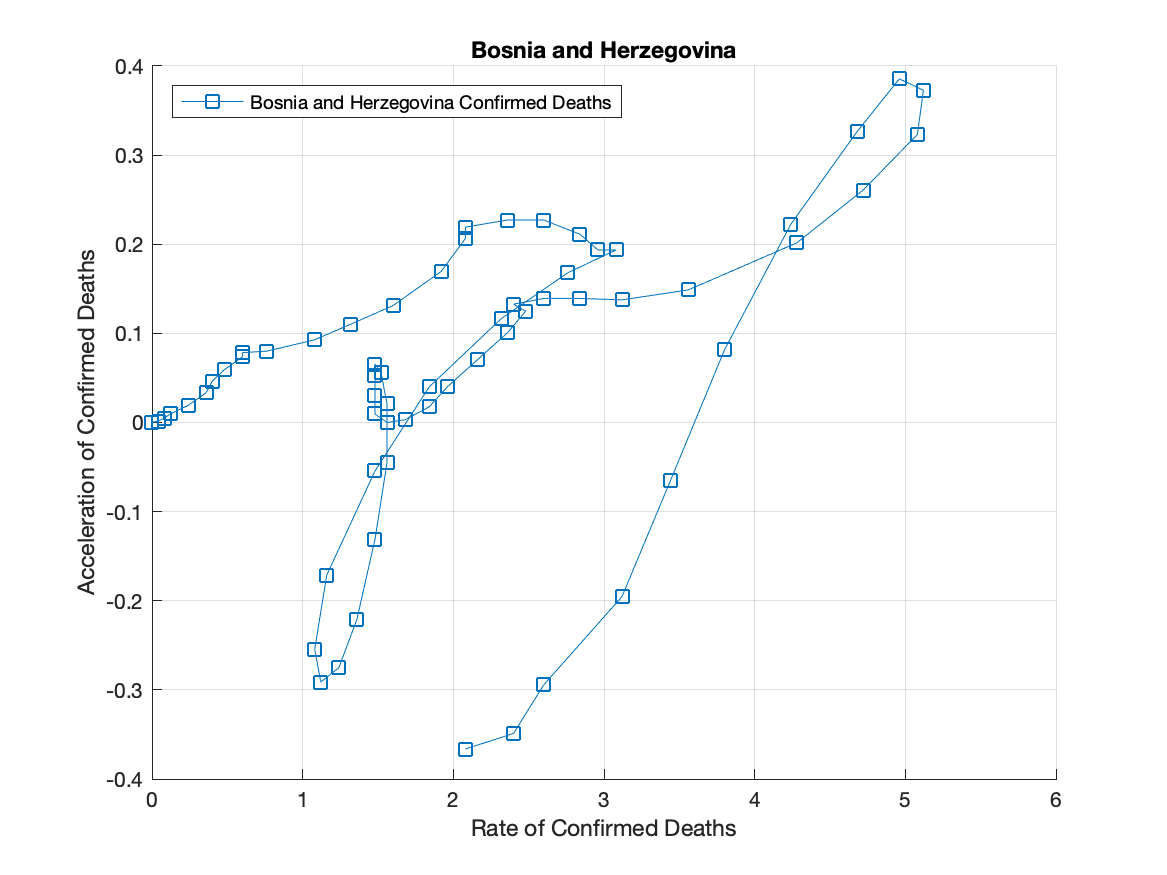 Bosnia and Herzegovina
Bosnia and Herzegovina Confirmed Deaths
Acceleration of Confirmed Deaths
0.4
0.3
0.2
0.1
0
-0.1
-0.2
-0.3
-0.4
0 1 2 3 4 5 6
Rate of Confirmed Deaths